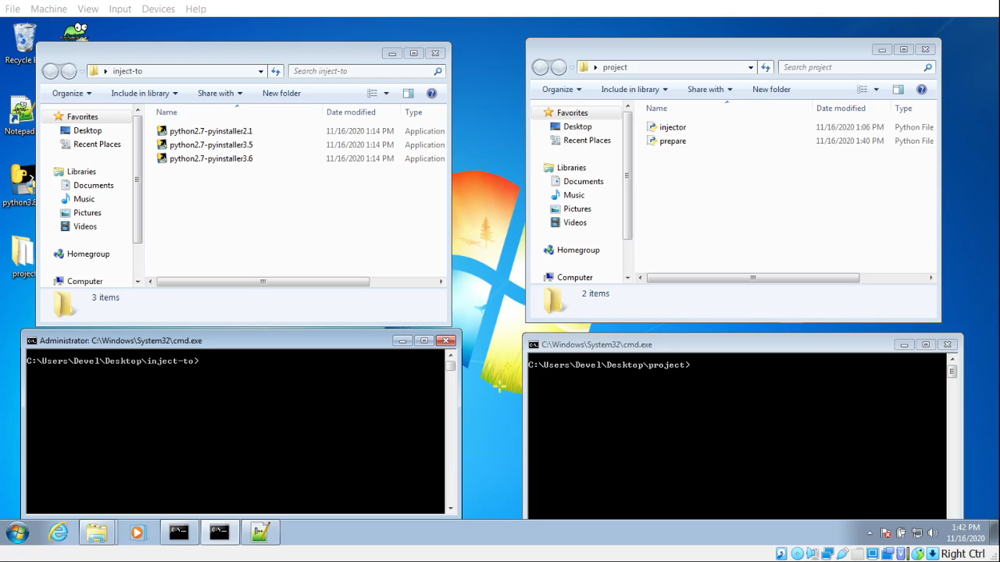 File Machine View Input Devices Help
Recycle
Notepad
python3.8
project
inject-to
Search inject-to
Organize Include in library Share with New folder
Name Date modified Type
Favorites
Desktop
Recent Places
Libraries
Documents
Music
Pictures
Videos
Homegroup
Computer
python2.7-pyinstaller2.1 11/16/2020 1:14 PM Application
python2.7-pyinstaller3.5 11/16/2020 1:14 PM Application
python2.7-pyinstaller3.6 11/16/2020 1:14 PM Application
3 items
project
Search project
Organize Include in library Share with New folder
Name Date modified Type
Favorites
Desktop
Recent Places
Libraries
Documents
Music
Pictures
Videos
Homegroup
Computer
injector 11/16/2020 1:06 PM Python File
prepare 11/16/2020 1:40 PM Python File
2 items
Administrator: C:\Windows\System32\cmd.exe
C:\Users\Devel\Desktop\inject-to>
C:\Windows\System32\cmd.exe
C:\Users\Devel\Desktop\project>
1:42 PM
11/16/2020
Right Ctrl